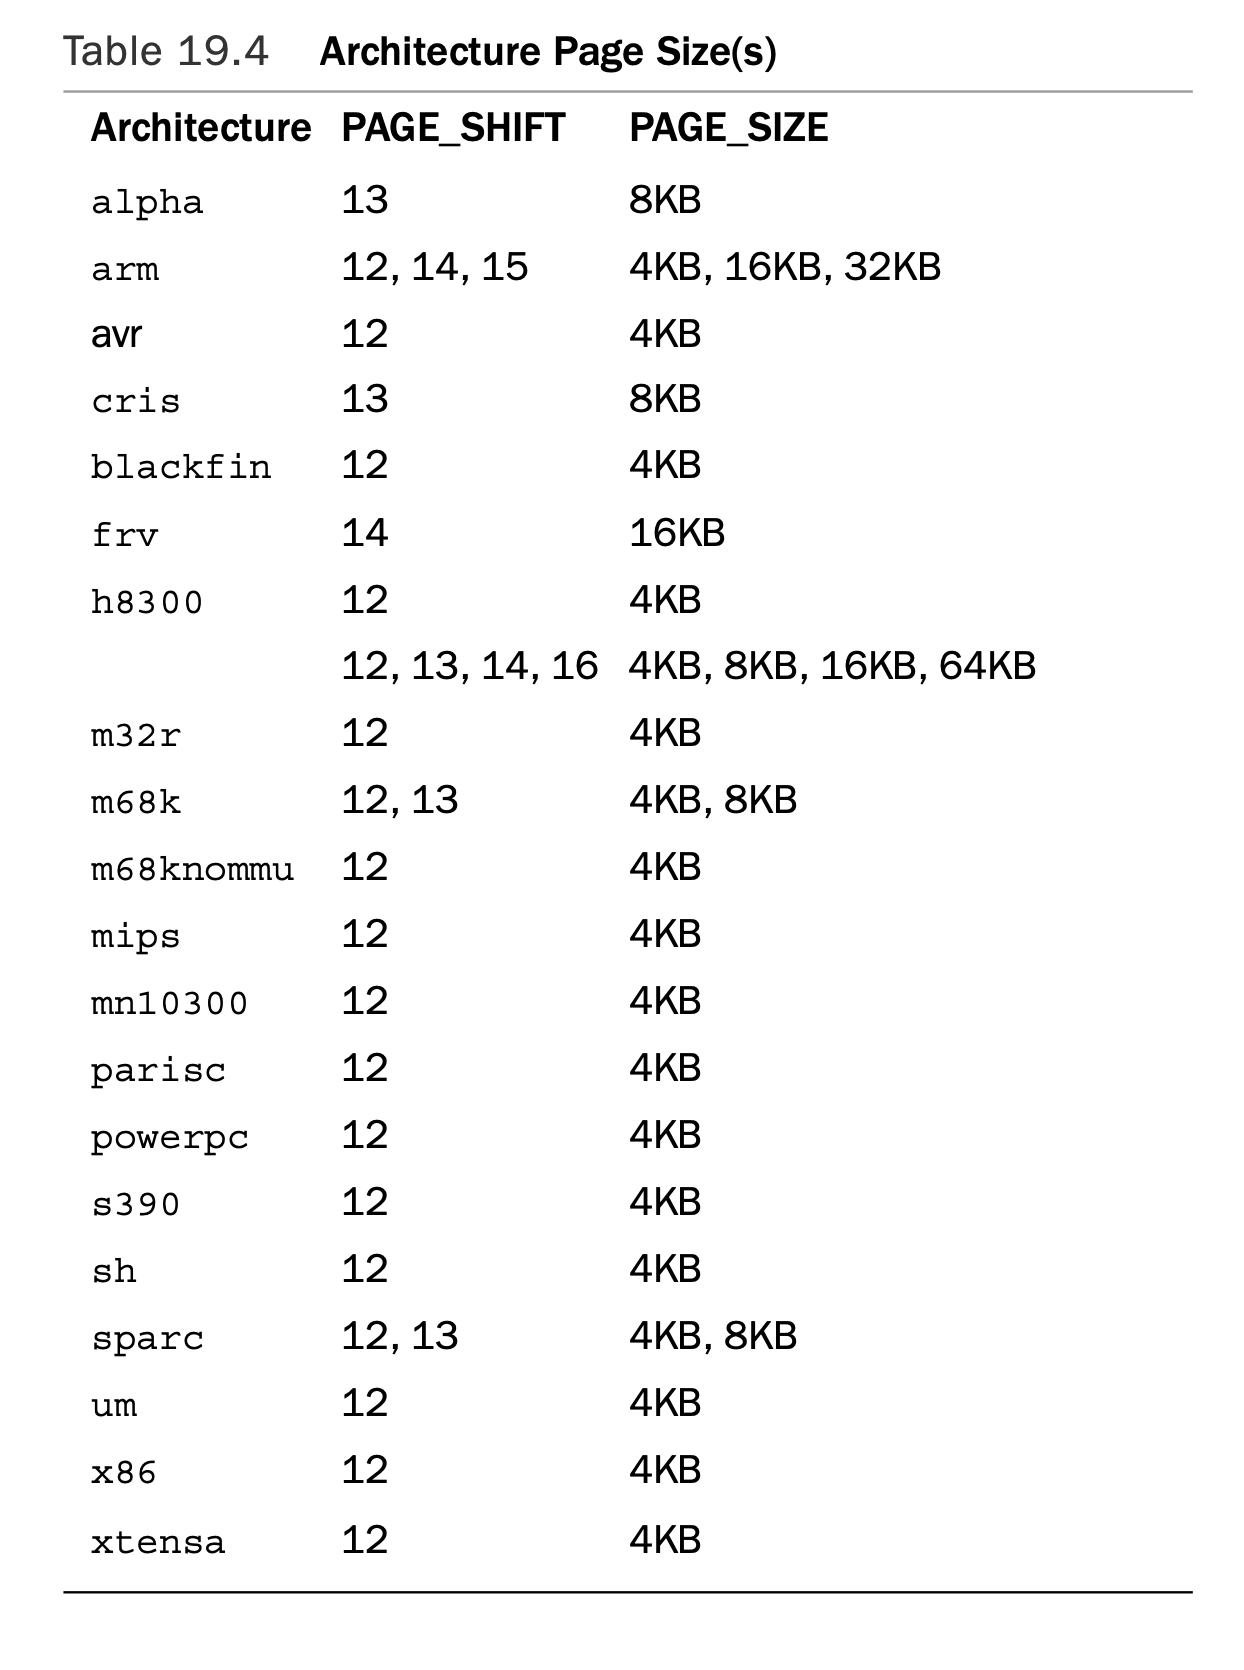 Table 19.4 Architecture Page Size(s)
Architecture PAGE_SHIFT PAGE_SIZE
alpha 13 8KB
arm 12, 14, 15 4KB, 16KB, 32KB
avr 12 4KB
cris 13 8KB
blackfin 12 4KB
frv 14 16KB
h8300 12 4KB
12, 13, 14, 16 4KB, 8KB, 16KB, 64KB
m32r 12 4KB
m68k 12, 13 4KB, 8KB
m68knommu 12 4KB
mips 12 4KB
mn10300 12 4KB
parisc 12 4KB
powerpc 12 4KB
s390 12 4KB
sh 12 4KB
sparc 12, 13 4KB, 8KB
um 12 4KB
x86 12 4KB
xtensa 12 4KB